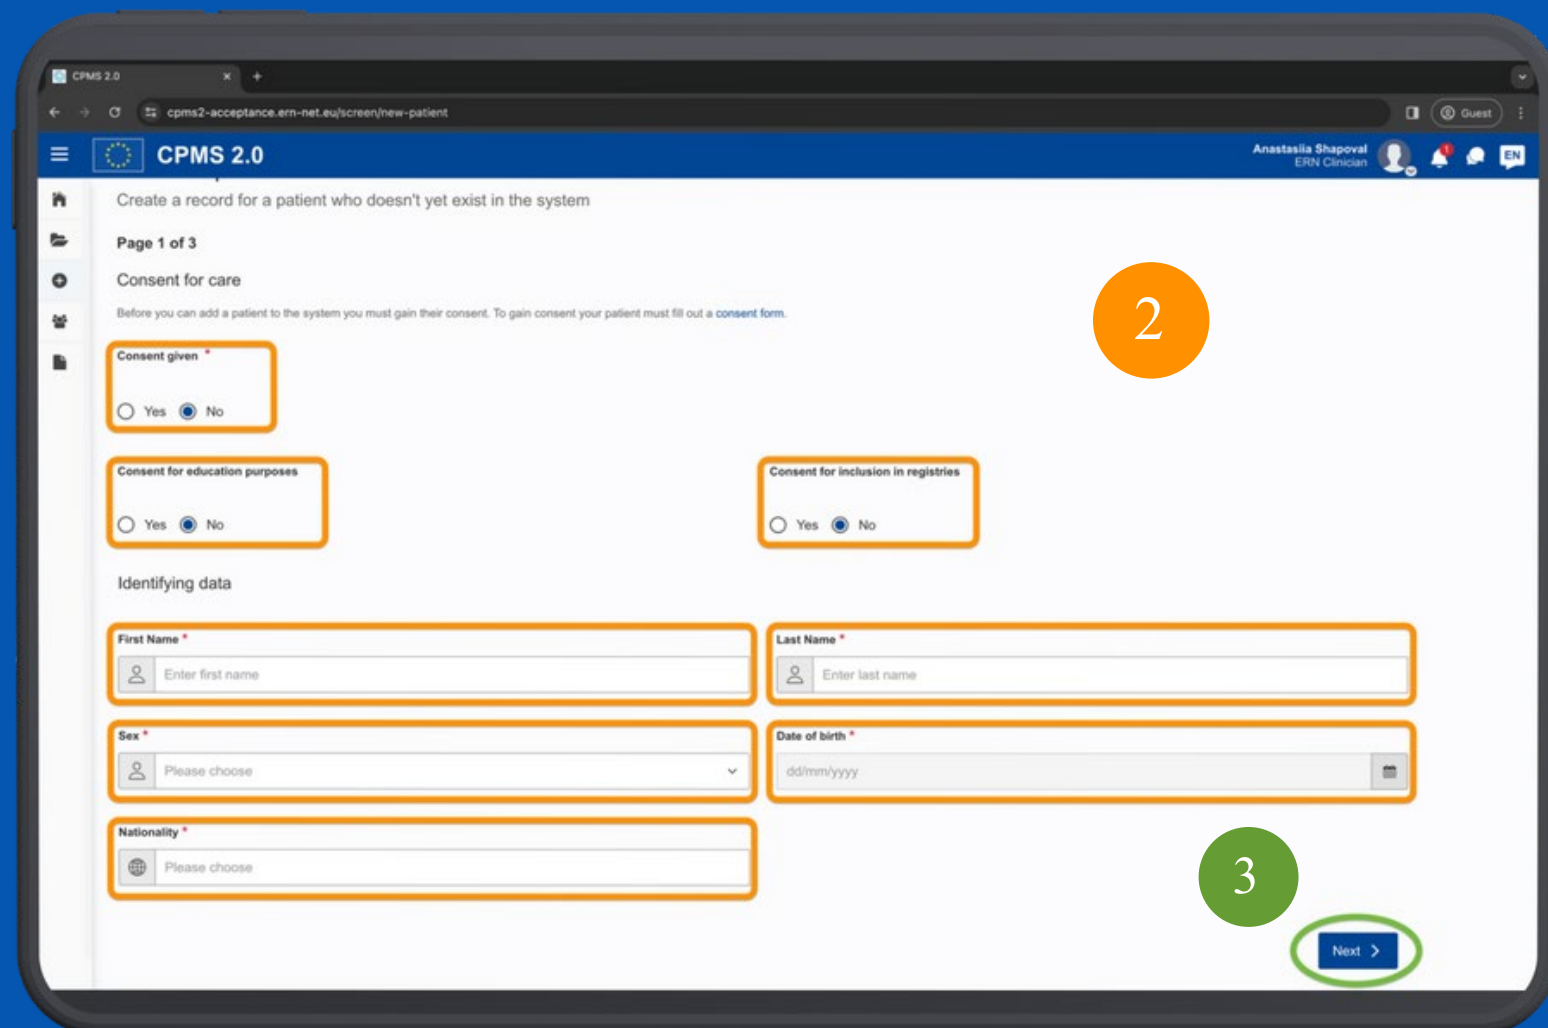 CPMS 2.0
cpms2-acceptance.ern-net.eu/screen/new-patient
Guest
CPMS 2.0
Anastasiia Shapoval
ERN Clinician
EN
Create a record for a patient who doesn't yet exist in the system
Page 1 of 3
Consent for care
Before you can add a patient to the system you must gain their consent. To gain consent your patient must fill out a consent form.
2
Consent given *
Yes No
Consent for education purposes
Yes No
Consent for inclusion in registries
Yes No
Identifying data
First Name *
Enter first name
Last Name *
Enter last name
Sex *
Please choose
Date of birth *
dd/mm/yyyy
Nationality *
Please choose
3
Next